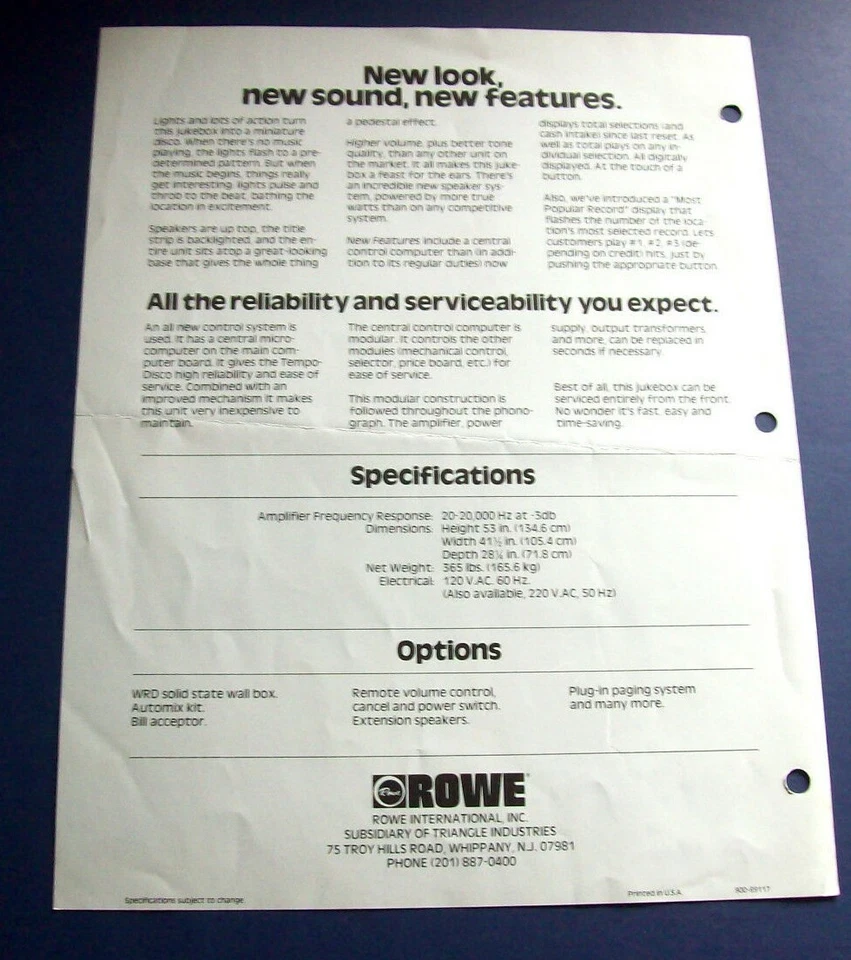 New look,
new sound, new features.
Lights and lots of action turn
this jukebox into a miniature
disco. When there's no music
playing, the lights flash to a pre-
determined pattern. But when
the music begins, things really
get interesting: lights pulse and
throb to the beat, bathing the
location in excitement.
Speakers are up top, the title
strip is backlighted, and the en-
tire unit sits atop a great-looking
base that gives the whole thing
a pedestal effect.
Higher volume, plus better tone
quality, than any other unit on
the market. It all makes this juke-
box a feast for the ears. There's
an incredible new speaker sys-
tem, powered by more true
watts than on any competitive
system.
New Features include a central
control computer than (in addi-
tion to its regular duties) now
displays total selections (and
cash intake) since last reset. As
well as total plays on any in-
dividual selection. All digitally
displayed. At the touch of a
button.
Also, we've introduced a "Most
Popular Record" display that
flashes the number of the loca-
tion's most selected record. Lets
customers play #1, #2, #3 (de-
pending on credit) hits, just by
pushing the appropriate button.
All the reliability and serviceability you expect.
An all new control system is
used. It has a central micro-
computer on the main com-
puter board. It gives the Tempo-
Disco high reliability and ease of
service. Combined with an
improved mechanism it makes
this unit very inexpensive to
maintain.
The central control computer is
modular. It controls the other
modules (mechanical control,
selector, price board, etc.) for
ease of service.
This modular construction is
followed throughout the phono-
graph. The amplifier, power
supply, output transformers,
and more, can be replaced in
seconds if necessary.
Best of all, this jukebox can be
serviced entirely from the front.
No wonder it's fast, easy and
time-saving.
Specifications
Amplifier Frequency Response: 20-20,000 Hz at -3db
Dimensions: Height 53 in. (134.6 cm)
Width 41½ in. (105.4 cm)
Depth 28¼ in. (71.8 cm)
Net Weight: 365 lbs. (165.6 kg)
Electrical: 120 V.AC. 60 Hz.
(Also available, 220 V.AC, 50 Hz)
Options
WRD solid state wall box.
Automix kit.
Bill acceptor.
Remote volume control,
cancel and power switch.
Extension speakers.
Plug-in paging system
and many more.
Rowe ROWE
ROWE INTERNATIONAL, INC.
SUBSIDIARY OF TRIANGLE INDUSTRIES
75 TROY HILLS ROAD, WHIPPANY, N.J. 07981
PHONE (201) 887-0400
Specifications subject to change
Printed in U.S.A.